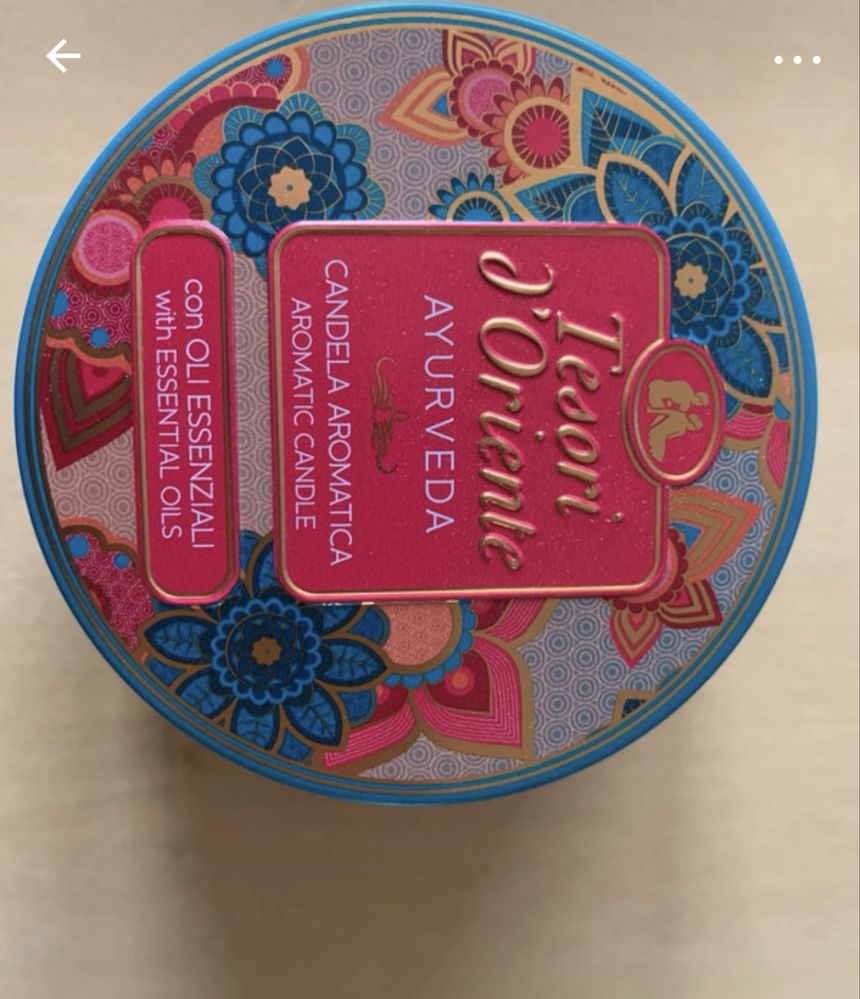 Tesori
d'Oriente
AYURVEDA
CANDELA AROMATICA
AROMATIC CANDLE
con OLI ESSENZIALI
with ESSENTIAL OILS